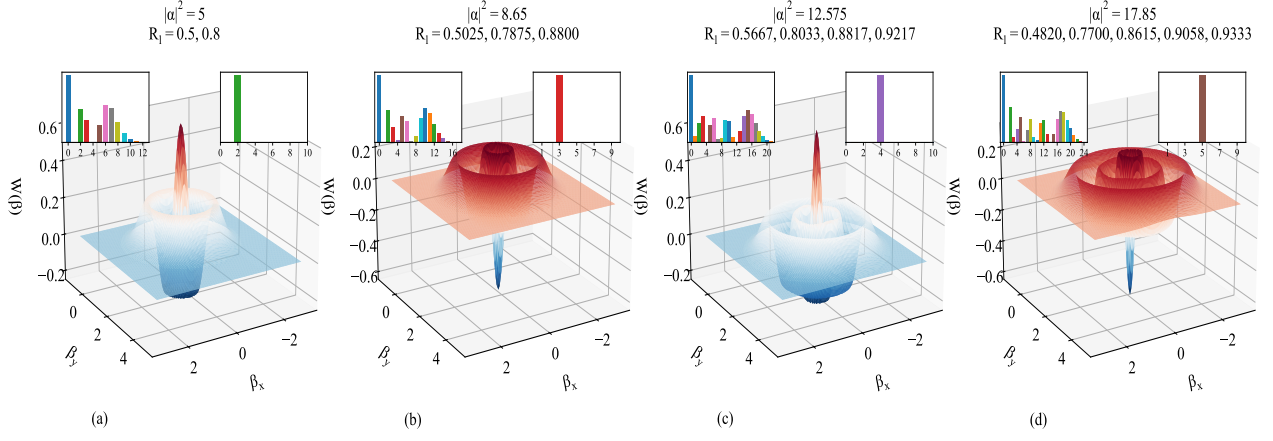 |α|² = 5
R₁ = 0.5, 0.8
|α|² = 8.65
R₁ = 0.5025, 0.7875, 0.8800
|α|² = 12.575
R₁ = 0.5667, 0.8033, 0.8817, 0.9217
|α|² = 17.85
R₁ = 0.4820, 0.7700, 0.8615, 0.9058, 0.9333
0 2 4 6 8 10 12
0 2 4 6 8 10
0.6
0.4
0.2
0.0
−0.2
W(β)
0 2 4
β_y
2 0 −2
β_x
(a)
0 4 8 12 16
1 3 5 7 9
0.2
0.0
−0.2
−0.4
−0.6
W(β)
0 2 4
β_y
2 0 −2
β_x
(b)
0 4 8 12 16 20
0 2 4 6 8 10
0.6
0.4
0.2
0.0
−0.2
W(β)
0 2 4
β_y
2 0 −2
β_x
(c)
0 4 8 12 16 20 24
1 3 5 7 9
0.2
0.0
−0.2
−0.4
−0.6
W(β)
0 2 4
β_y
2 0 −2
β_x
(d)